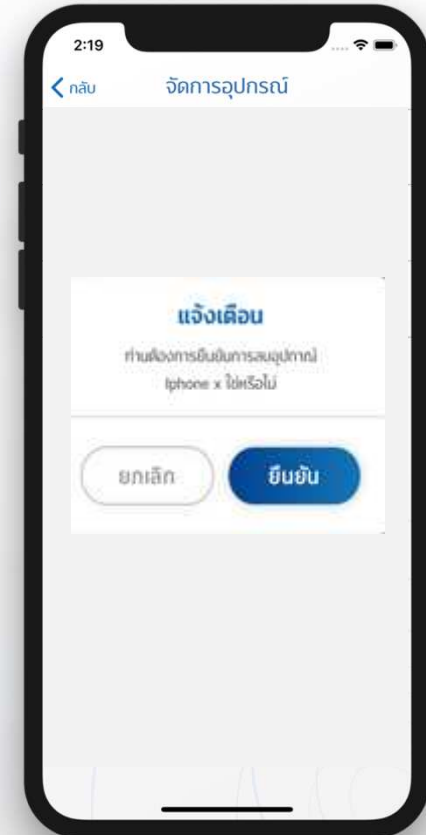 2:19
กลับ จัดการอุปกรณ์
แจ้งเตือน
ท่านต้องการยืนยันการลบอุปกรณ์
Iphone x ใช่หรือไม่
ยกเลิก ยืนยัน